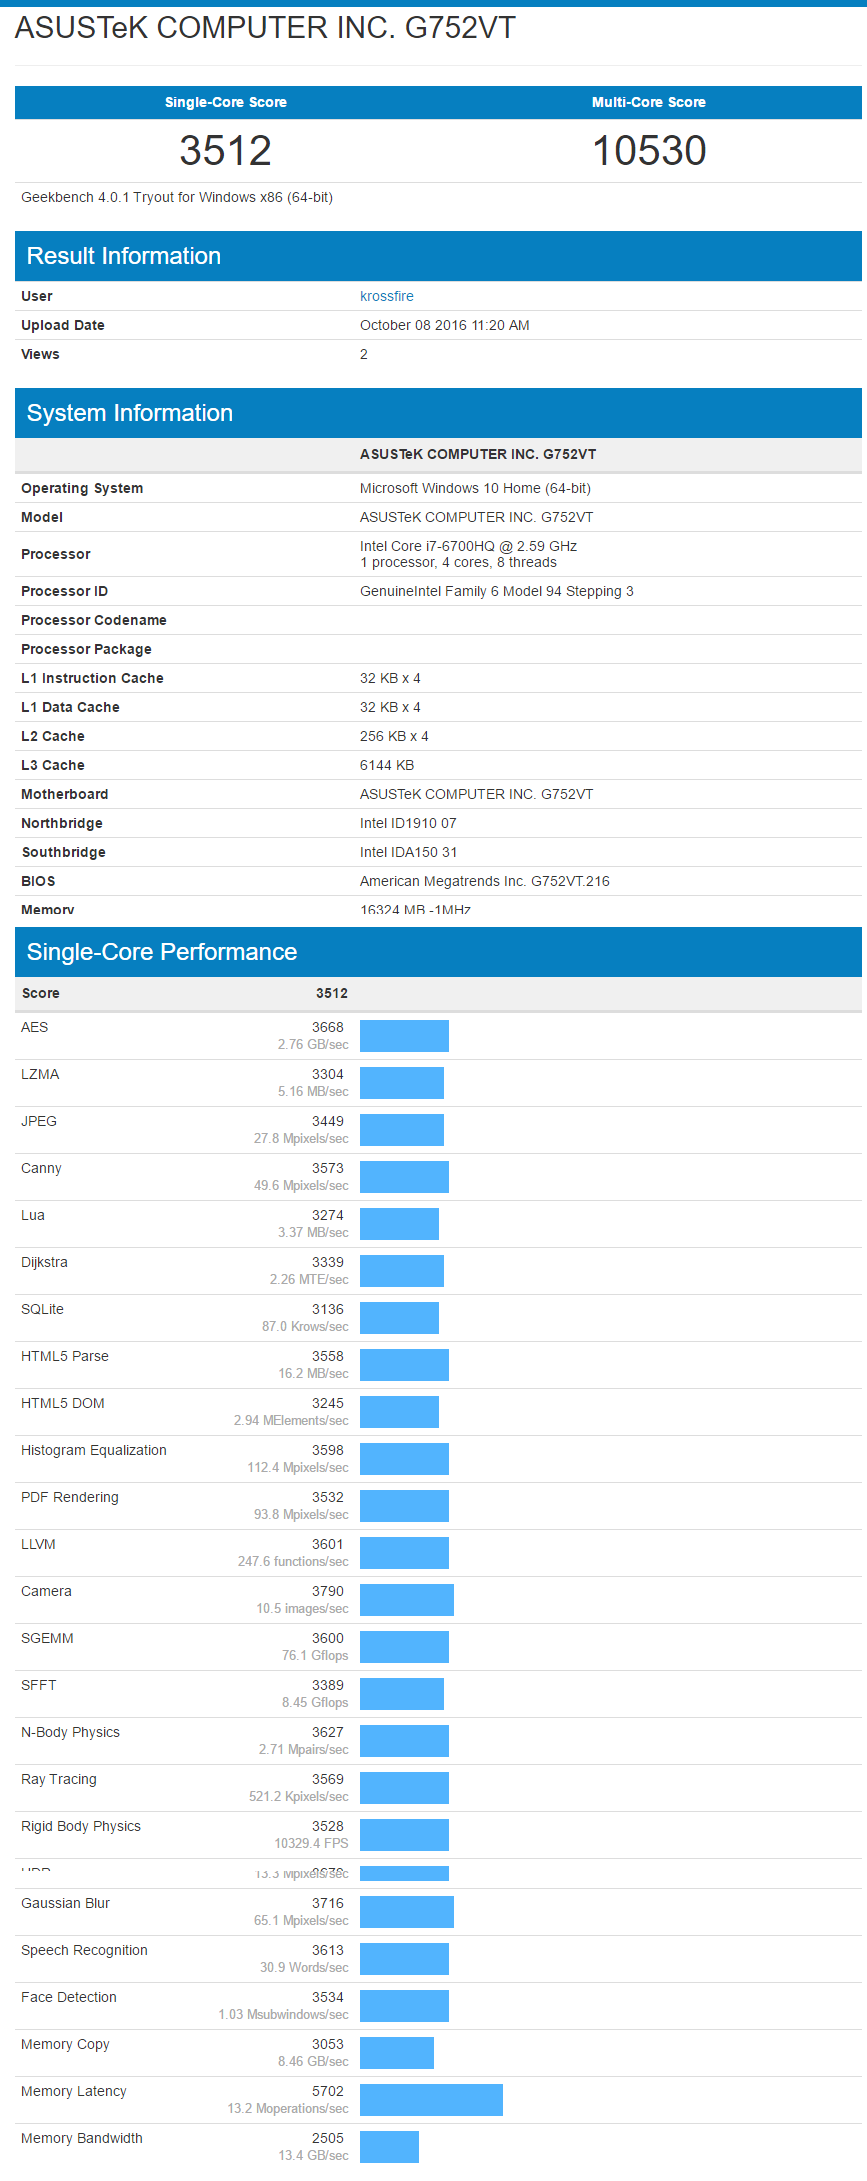 ASUSTeK COMPUTER INC. G752VT
Single-Core Score Multi-Core Score
3512 10530
Geekbench 4.0.1 Tryout for Windows x86 (64-bit)
Result Information
User krossfire
Upload Date October 08 2016 11:20 AM
Views 2
System Information
ASUSTeK COMPUTER INC. G752VT
Operating System Microsoft Windows 10 Home (64-bit)
Model ASUSTeK COMPUTER INC. G752VT
Processor Intel Core i7-6700HQ @ 2.59 GHz
1 processor, 4 cores, 8 threads
Processor ID GenuineIntel Family 6 Model 94 Stepping 3
Processor Codename
Processor Package
L1 Instruction Cache 32 KB x 4
L1 Data Cache 32 KB x 4
L2 Cache 256 KB x 4
L3 Cache 6144 KB
Motherboard ASUSTeK COMPUTER INC. G752VT
Northbridge Intel ID1910 07
Southbridge Intel IDA150 31
BIOS American Megatrends Inc. G752VT.216
Memory 16324 MB -1MHz
Single-Core Performance
Score 3512
AES 3668
2.76 GB/sec
LZMA 3304
5.16 MB/sec
JPEG 3449
27.8 Mpixels/sec
Canny 3573
49.6 Mpixels/sec
Lua 3274
3.37 MB/sec
Dijkstra 3339
2.26 MTE/sec
SQLite 3136
87.0 Krows/sec
HTML5 Parse 3558
16.2 MB/sec
HTML5 DOM 3245
2.94 MElements/sec
Histogram Equalization 3598
112.4 Mpixels/sec
PDF Rendering 3532
93.8 Mpixels/sec
LLVM 3601
247.6 functions/sec
Camera 3790
10.5 images/sec
SGEMM 3600
76.1 Gflops
SFFT 3389
8.45 Gflops
N-Body Physics 3627
2.71 Mpairs/sec
Ray Tracing 3569
521.2 Kpixels/sec
Rigid Body Physics 3528
10329.4 FPS
HDR
13.3 Mpixels/sec
Gaussian Blur 3716
65.1 Mpixels/sec
Speech Recognition 3613
30.9 Words/sec
Face Detection 3534
1.03 Msubwindows/sec
Memory Copy 3053
8.46 GB/sec
Memory Latency 5702
13.2 Moperations/sec
Memory Bandwidth 2505
13.4 GB/sec